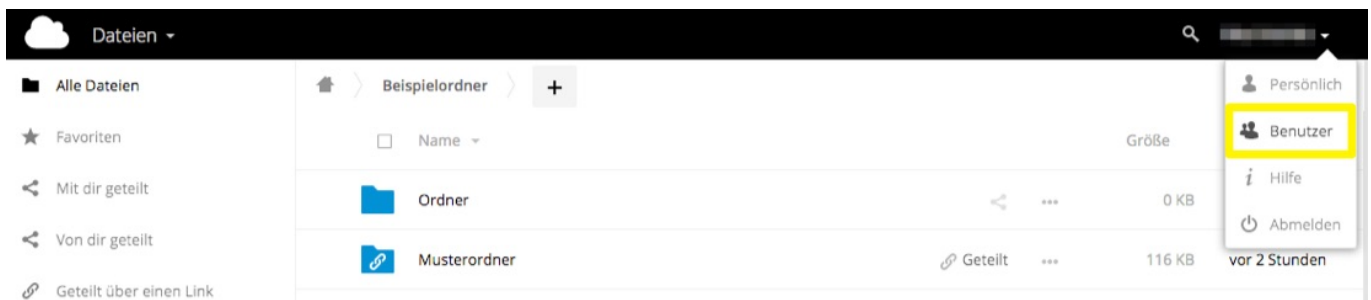 Dateien
Alle Dateien
Beispielordner
+
Persönlich
Favoriten
Name
Größe
Benutzer
Mit dir geteilt
Ordner
0 KB
i Hilfe
Von dir geteilt
Abmelden
Musterordner
Geteilt
116 KB
vor 2 Stunden
Geteilt über einen Link